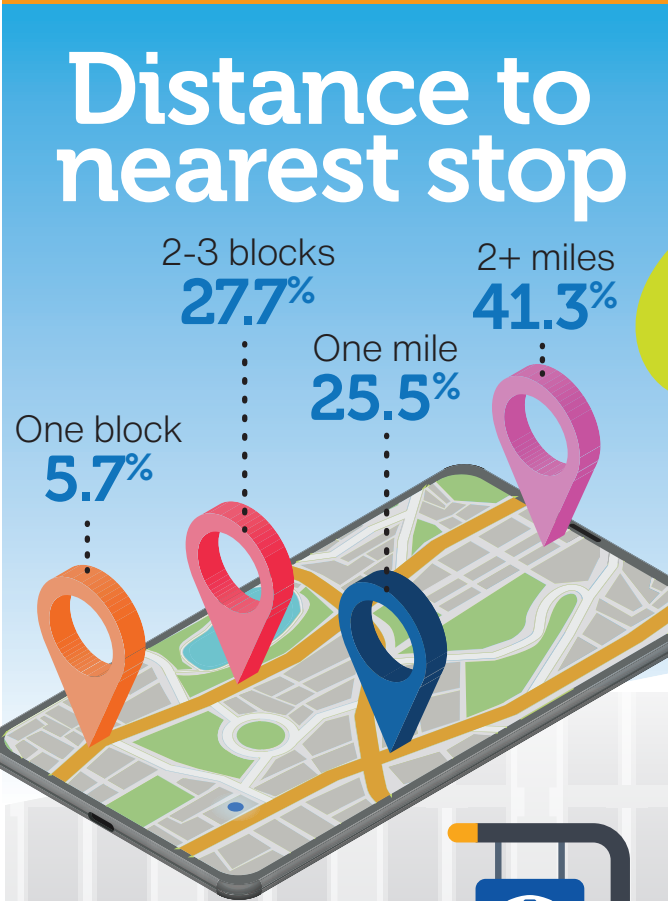 Distance to
nearest stop
2-3 blocks
27.7%
2+ miles
41.3%
One mile
25.5%
One block
5.7%